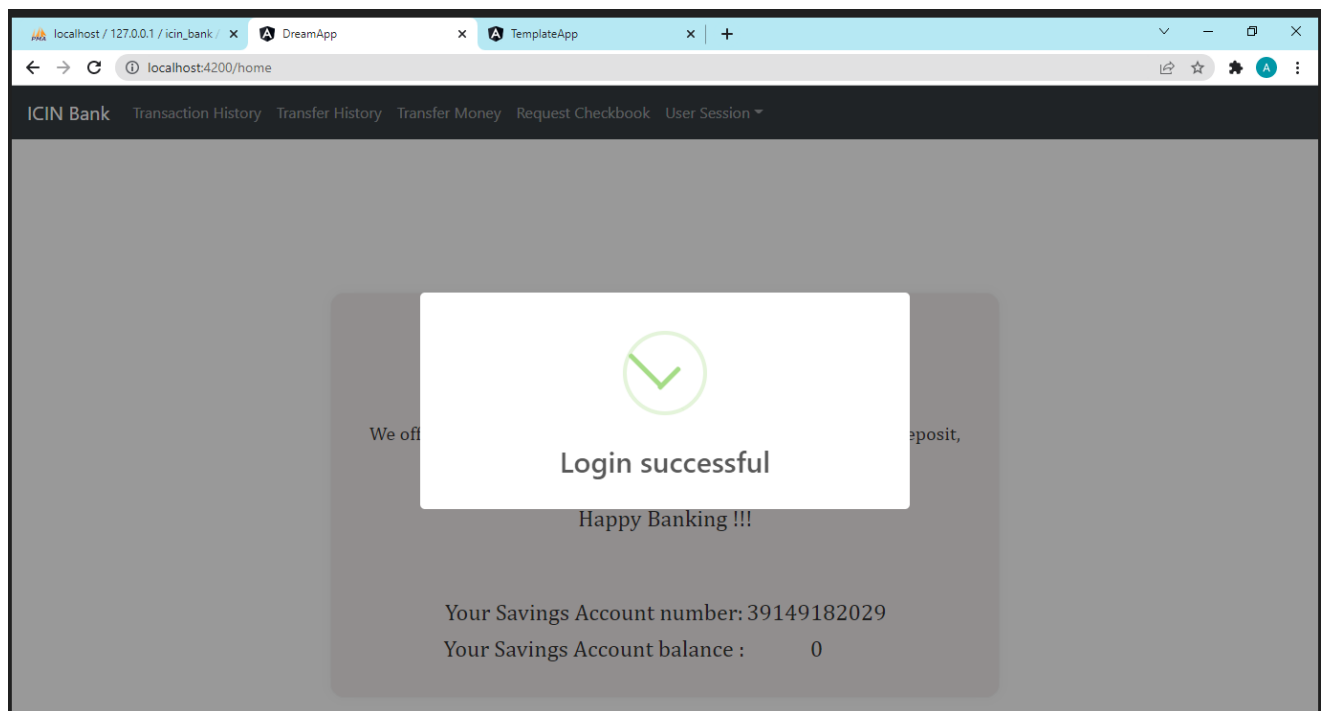 localhost / 127.0.0.1 / icin_bank /
DreamApp
TemplateApp
localhost:4200/home
A
ICIN Bank Transaction History Transfer History Transfer Money Request Checkbook User Session
We off
eposit,
Login successful
Happy Banking !!!
Your Savings Account number: 39149182029
Your Savings Account balance : 0